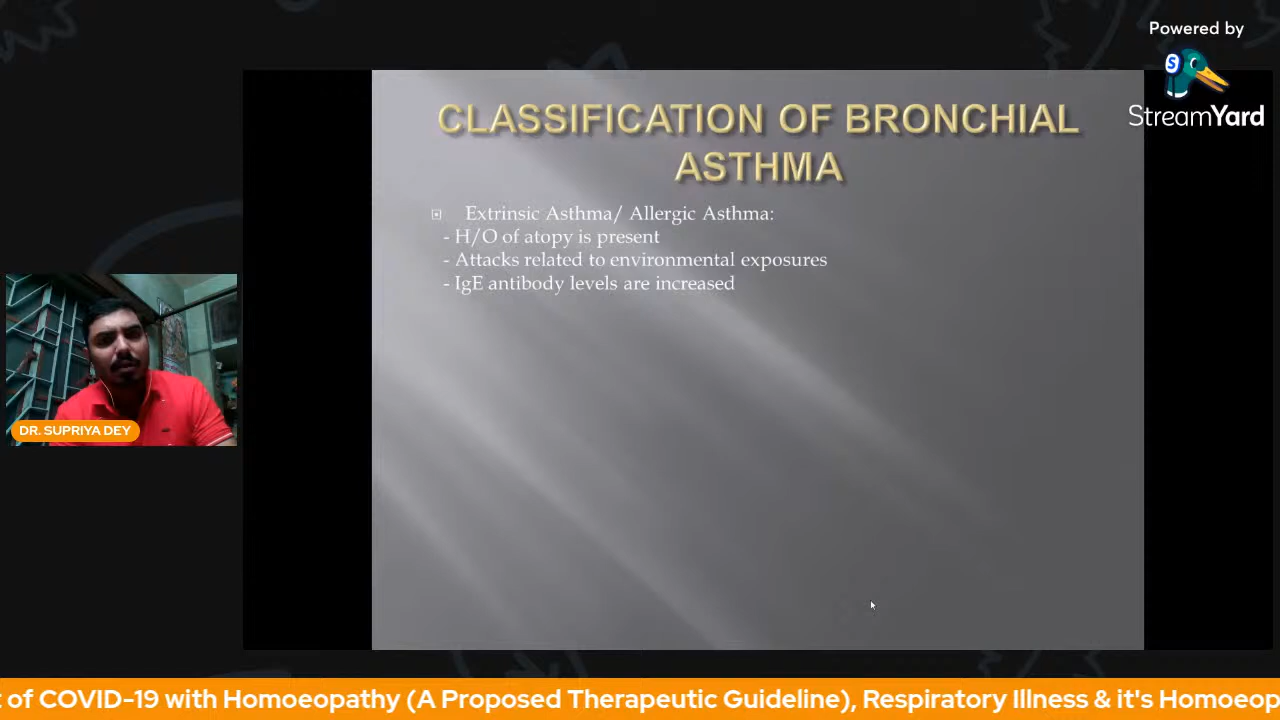 Powered by
StreamYard
CLASSIFICATION OF BRONCHIAL
ASTHMA
Extrinsic Asthma/ Allergic Asthma:
- H/O of atopy is present
- Attacks related to environmental exposures
- IgE antibody levels are increased
DR. SUPRIYA DEY
t of COVID-19 with Homoeopathy (A Proposed Therapeutic Guideline), Respiratory Illness & it's Homoeop